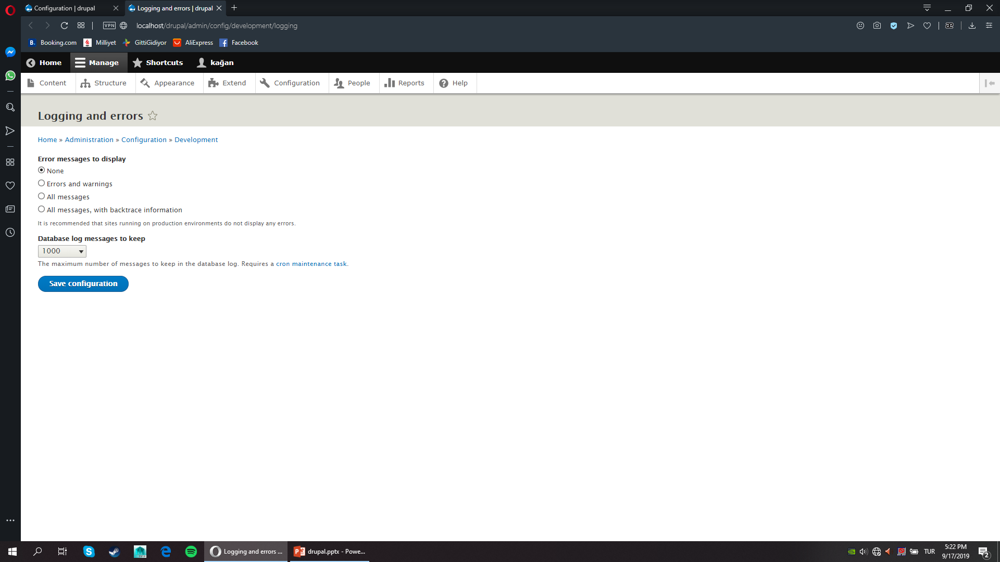 Configuration | drupal
Logging and errors | drupal
VPN
localhost/drupal/admin/config/development/logging
B. Booking.com Milliyet GittiGidiyor AliExpress Facebook
Home Manage Shortcuts kağan
Content Structure Appearance Extend Configuration People Reports Help
Logging and errors
Home » Administration » Configuration » Development
Error messages to display
None
Errors and warnings
All messages
All messages, with backtrace information
It is recommended that sites running on production environments do not display any errors.
Database log messages to keep
1000
The maximum number of messages to keep in the database log. Requires a cron maintenance task.
Save configuration
Logging and errors ...
drupal.pptx - Powe...
TUR
5:22 PM
9/17/2019
2